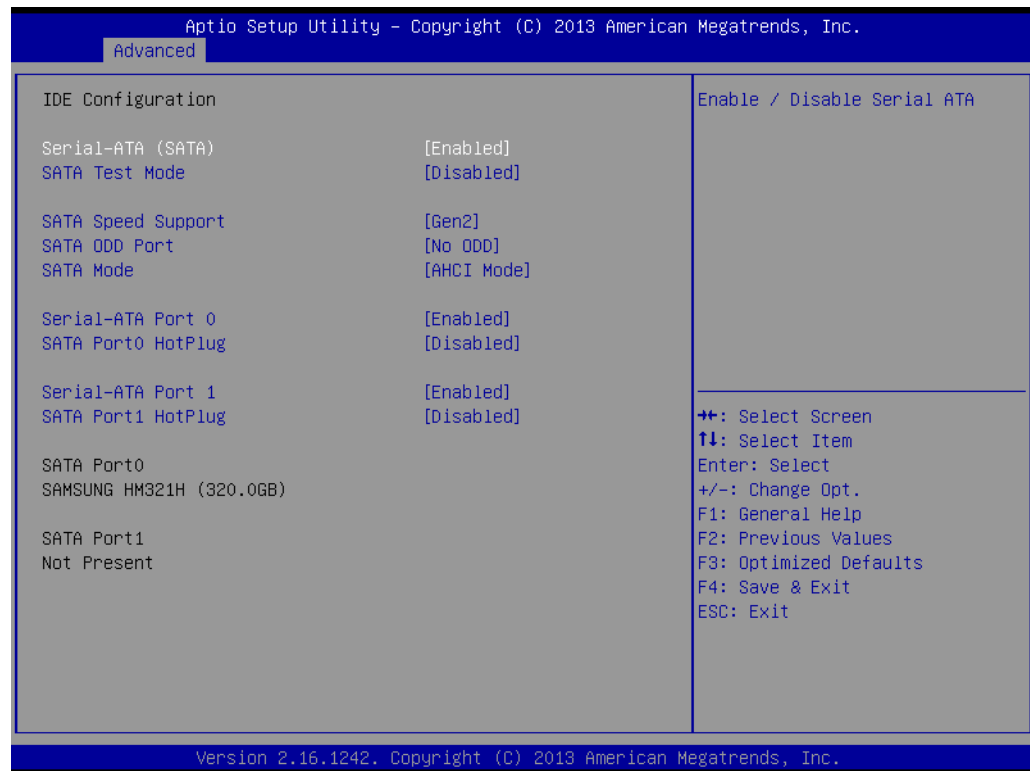 Aptio Setup Utility – Copyright (C) 2013 American Megatrends, Inc.
Advanced
IDE Configuration
Serial-ATA (SATA) [Enabled]
SATA Test Mode [Disabled]
SATA Speed Support [Gen2]
SATA ODD Port [No ODD]
SATA Mode [AHCI Mode]
Serial-ATA Port 0 [Enabled]
SATA Port0 HotPlug [Disabled]
Serial-ATA Port 1 [Enabled]
SATA Port1 HotPlug [Disabled]
SATA Port0
SAMSUNG HM321H (320.0GB)
SATA Port1
Not Present
Enable / Disable Serial ATA
→←: Select Screen
↑↓: Select Item
Enter: Select
+/-: Change Opt.
F1: General Help
F2: Previous Values
F3: Optimized Defaults
F4: Save & Exit
ESC: Exit
Version 2.16.1242. Copyright (C) 2013 American Megatrends, Inc.